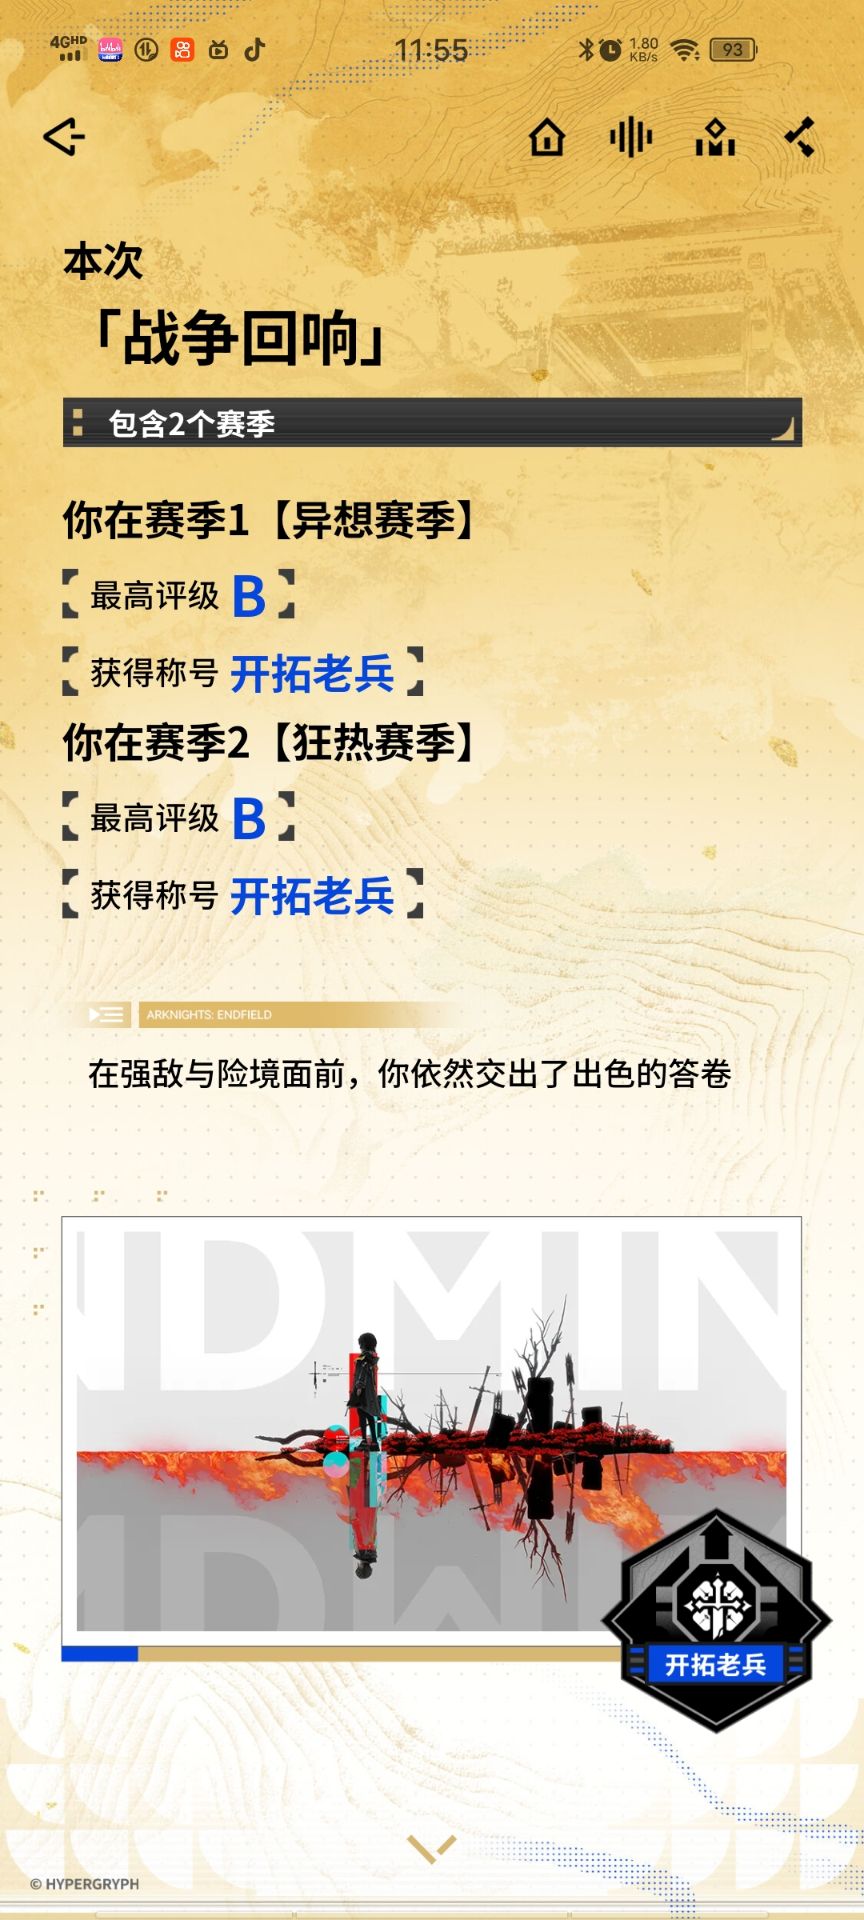 4GHD
11:55
1.80
KB/s
93
本次
「战争回响」
包含2个赛季
你在赛季1【异想赛季】
最高评级 B
获得称号 开拓老兵
你在赛季2【狂热赛季】
最高评级 B
获得称号 开拓老兵
ARKNIGHTS: ENDFIELD
在强敌与险境面前，你依然交出了出色的答卷
NDMIN
开拓老兵
© HYPERGRYPH